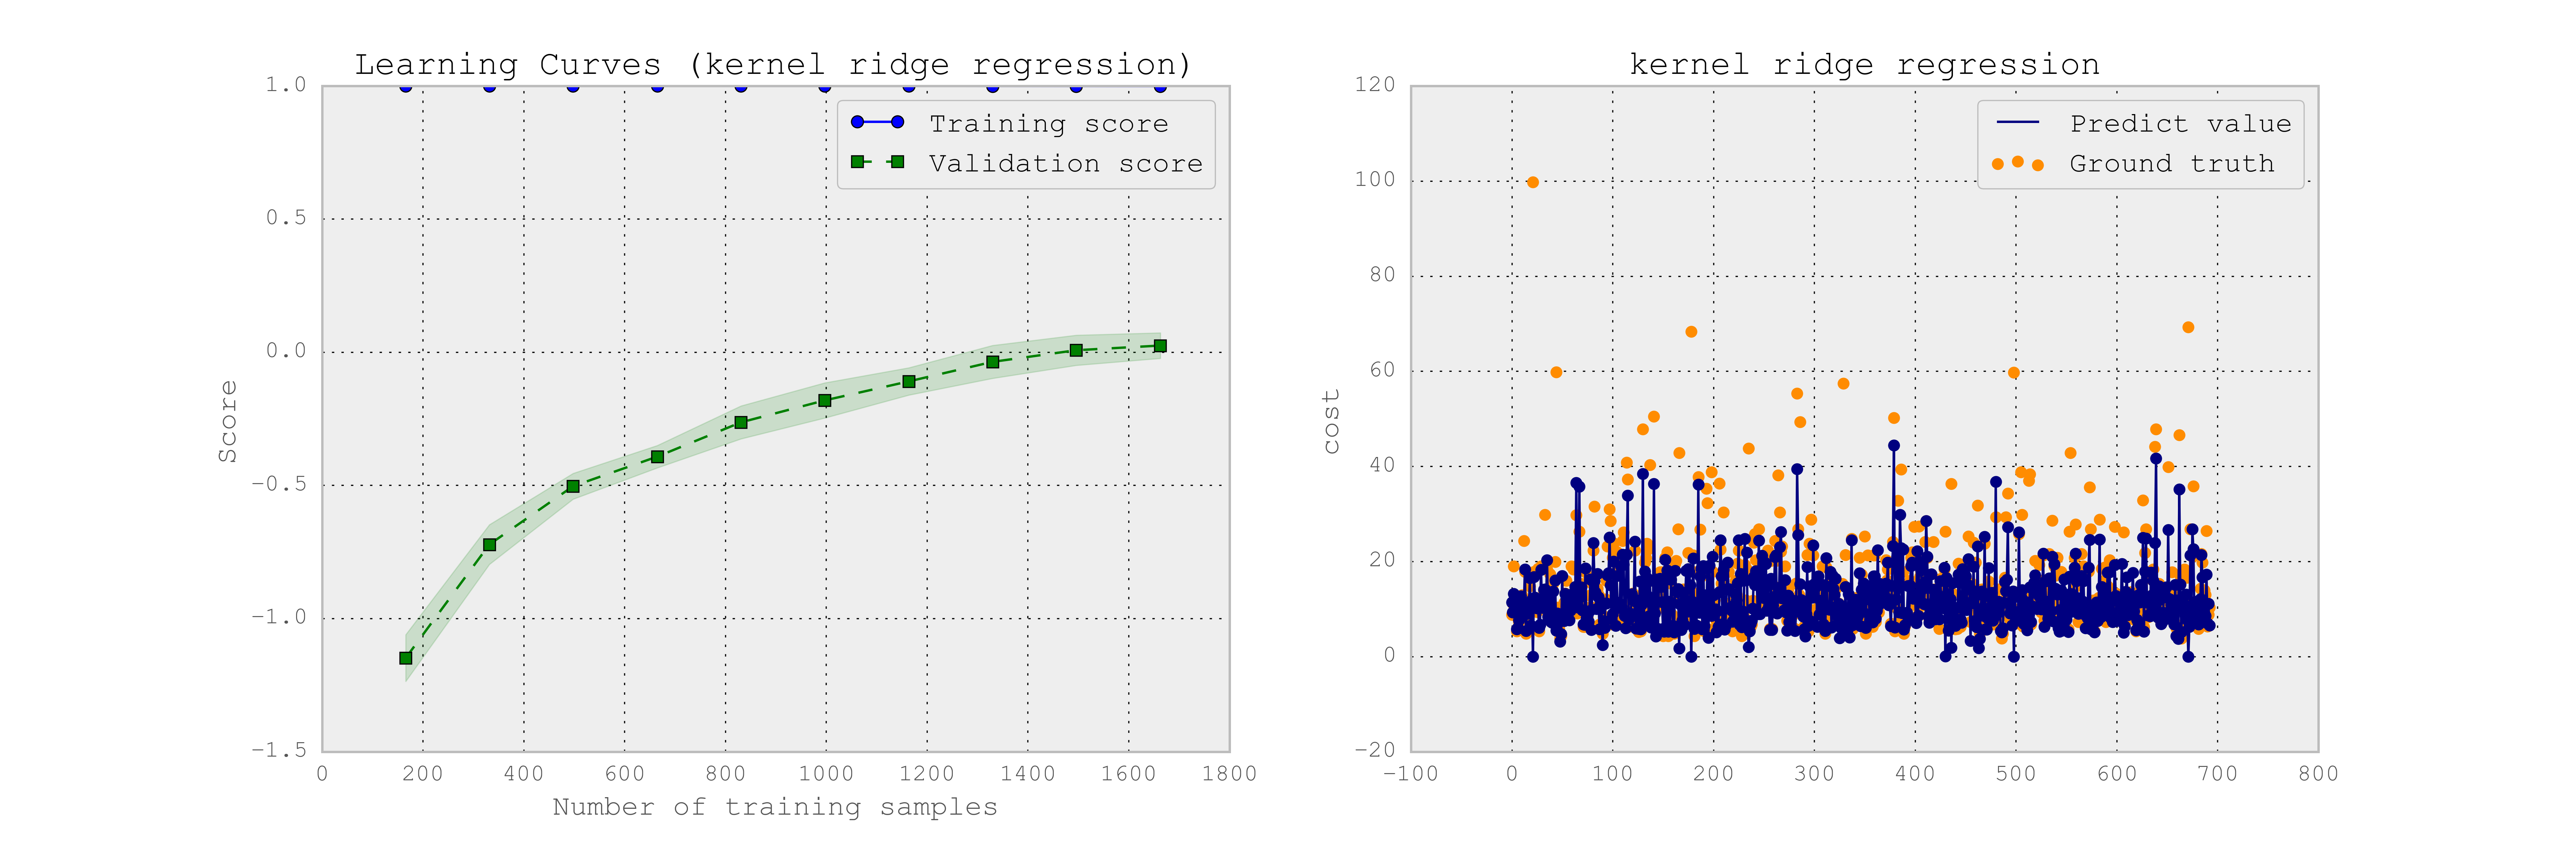 Learning Curves (kernel ridge regression)
1.0
0.5
0.0
−0.5
−1.0
−1.5
Score
0 200 400 600 800 1000 1200 1400 1600 1800
Number of training samples
Training score
Validation score
kernel ridge regression
120
100
80
60
40
20
0
−20
cost
−100 0 100 200 300 400 500 600 700 800
Predict value
Ground truth